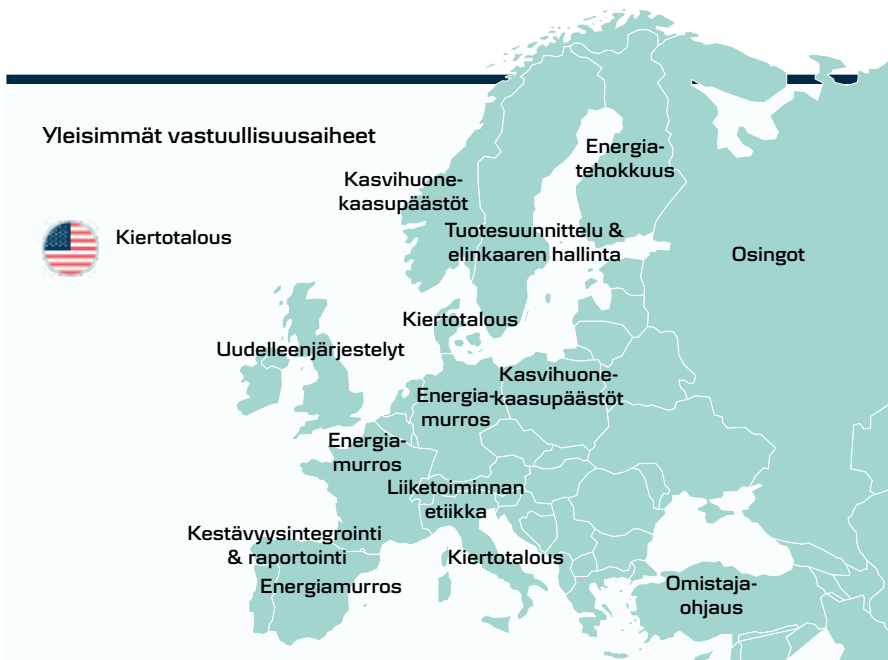 Yleisimmät vastuullisuusaiheet
Energia-
tehokkuus
Kasvihuone-
kaasupäästöt
Kiertotalous
Tuotesuunnittelu &
elinkaaren hallinta
Osingot
Kiertotalous
Uudelleenjärjestelyt
Kasvihuone-
kaasupäästöt
Energia-
murros
Energia-
murros
Liiketoiminnan
etiikka
Kestävyysintegrointi
& raportointi
Kiertotalous
Energiamurros
Omistaja-
ohjaus